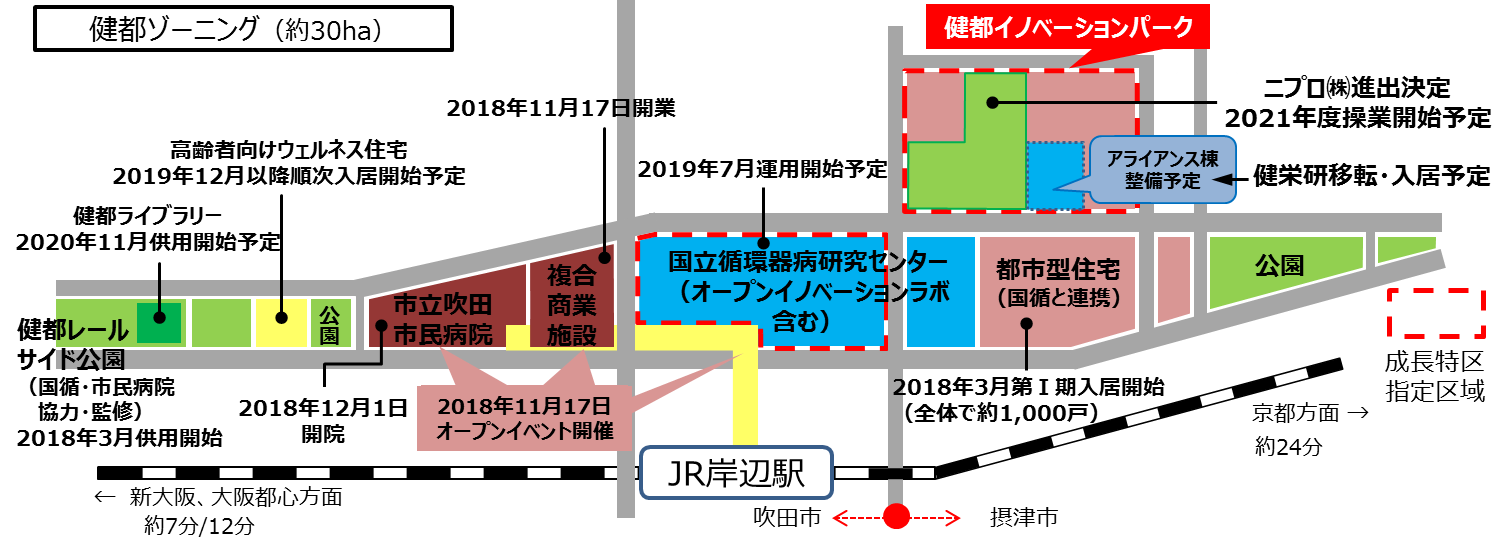 健都ゾーニング（約30ha）
健都イノベーションパーク
ニプロ㈱進出決定
2021年度操業開始予定
アライアンス棟
整備予定
健栄研移転・入居予定
2018年11月17日開業
高齢者向けウェルネス住宅
2019年12月以降順次入居開始予定
2019年7月運用開始予定
健都ライブラリー
2020年11月供用開始予定
健都レール
サイド公園
（国循・市民病院
協力・監修）
2018年3月供用開始
公園
市立吹田
市民病院
複合
商業
施設
国立循環器病研究センター
（オープンイノベーションラボ
含む）
都市型住宅
（国循と連携）
公園
2018年12月1日
開院
2018年11月17日
オープンイベント開催
2018年3月第Ⅰ期入居開始
（全体で約1,000戸）
成長特区
指定区域
京都方面 →
約24分
JR岸辺駅
← 新大阪、大阪都心方面
約7分/12分
吹田市
摂津市